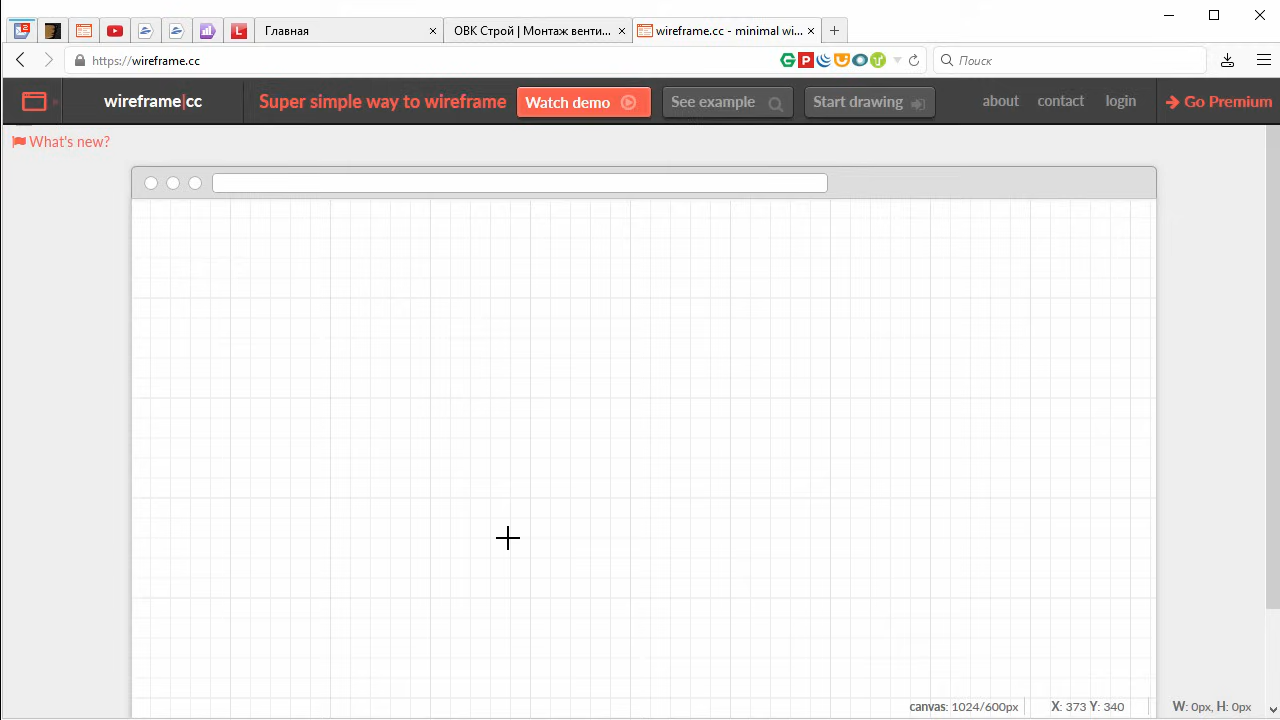 Главная
ОВК Строй | Монтаж венти...
wireframe.cc - minimal wi...
https://wireframe.cc
Поиск
wireframe|cc
Super simple way to wireframe
Watch demo
See example
Start drawing
about
contact
login
Go Premium
What's new?
canvas: 1024/600px
X: 373 Y: 340
W: 0px, H: 0px